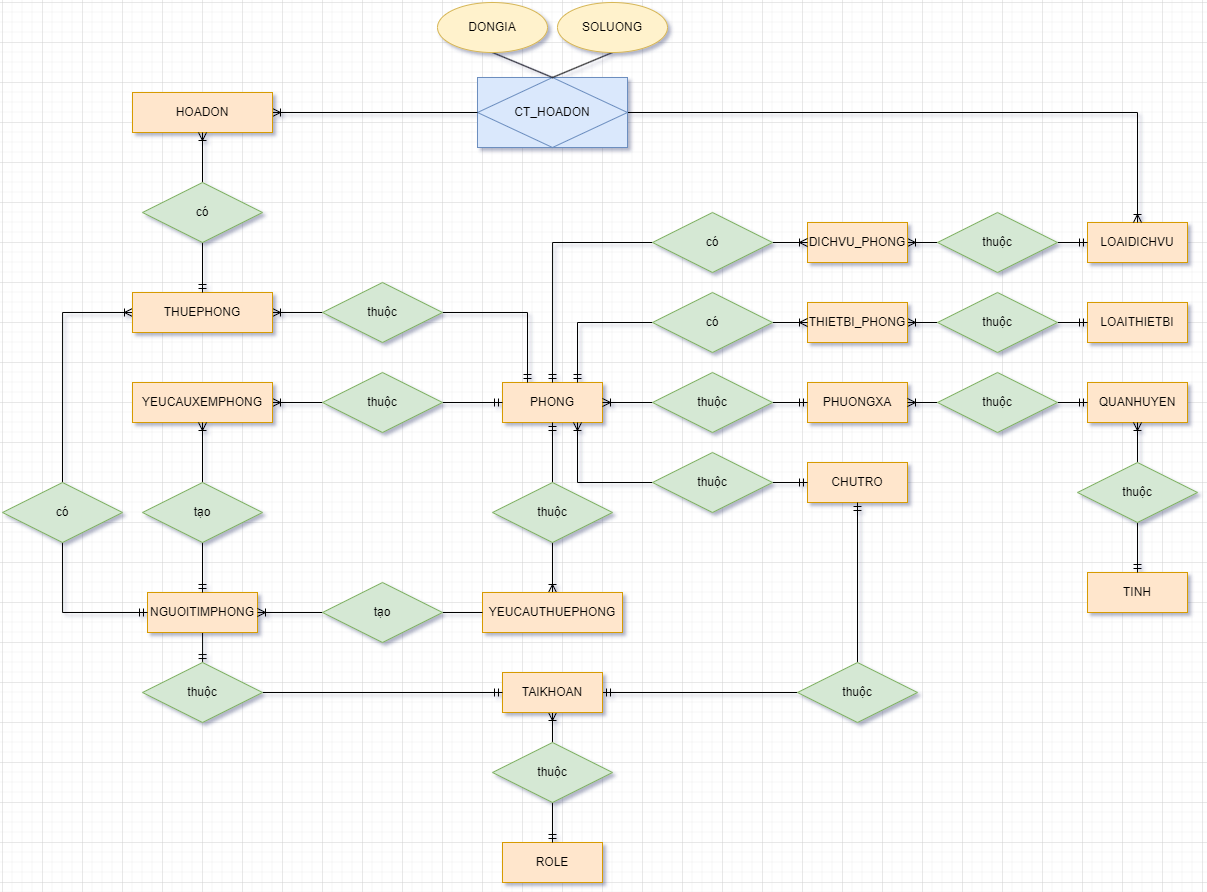 DONGIA
SOLUONG
HOADON
CT_HOADON
có
có
DICHVU_PHONG
thuộc
LOAIDICHVU
THUEPHONG
thuộc
có
THIETBI_PHONG
thuộc
LOAITHIETBI
YEUCAUXEMPHONG
thuộc
PHONG
thuộc
PHUONGXA
thuộc
QUANHUYEN
thuộc
CHUTRO
thuộc
có
tạo
thuộc
TINH
NGUOITIMPHONG
tạo
YEUCAUTHUEPHONG
thuộc
TAIKHOAN
thuộc
thuộc
ROLE